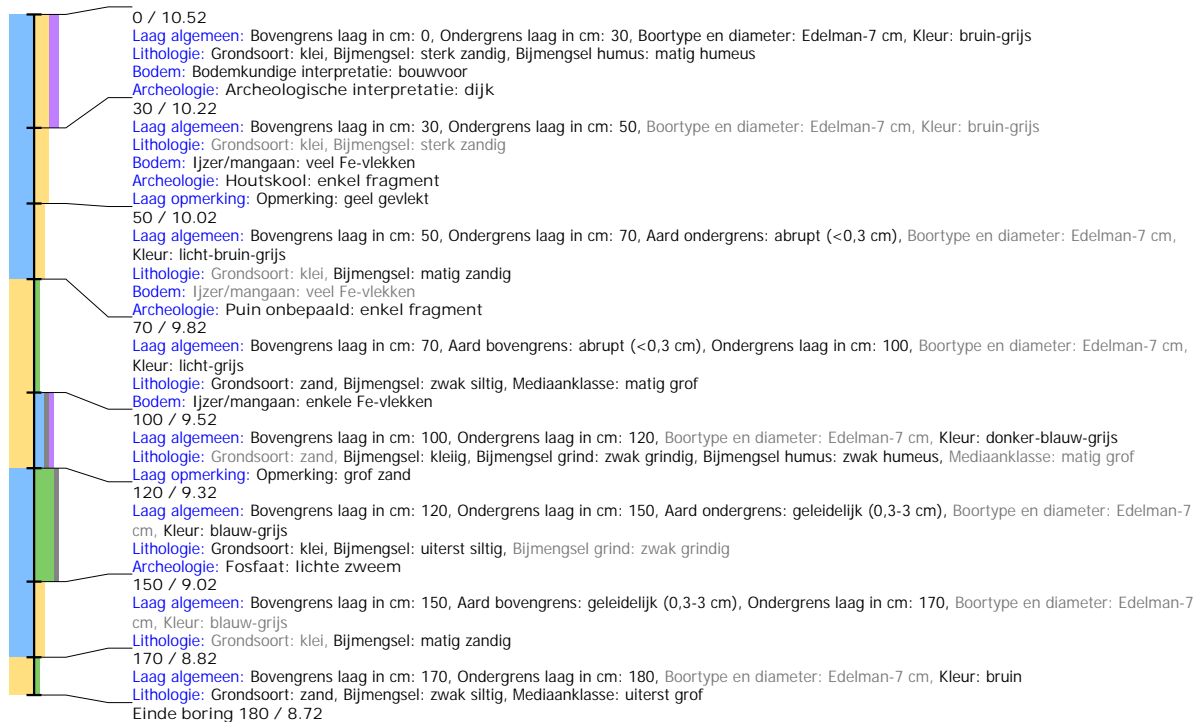 0 / 10.52
Laag algemeen: Bovengrens laag in cm: 0, Ondergrens laag in cm: 30, Boortype en diameter: Edelman-7 cm, Kleur: bruin-grijs
Lithologie: Grondsoort: klei, Bijmengsel: sterk zandig, Bijmengsel humus: matig humeus
Bodem: Bodemkundige interpretatie: bouwvoor
Archeologie: Archeologische interpretatie: dijk
30 / 10.22
Laag algemeen: Bovengrens laag in cm: 30, Ondergrens laag in cm: 50, Boortype en diameter: Edelman-7 cm, Kleur: bruin-grijs
Lithologie: Grondsoort: klei, Bijmengsel: sterk zandig
Bodem: Ijzer/mangaan: veel Fe-vlekken
Archeologie: Houtskool: enkel fragment
Laag opmerking: Opmerking: geel gevlekt
50 / 10.02
Laag algemeen: Bovengrens laag in cm: 50, Ondergrens laag in cm: 70, Aard ondergrens: abrupt (<0,3 cm), Boortype en diameter: Edelman-7 cm,
Kleur: licht-bruin-grijs
Lithologie: Grondsoort: klei, Bijmengsel: matig zandig
Bodem: Ijzer/mangaan: veel Fe-vlekken
Archeologie: Puin onbepaald: enkel fragment
70 / 9.82
Laag algemeen: Bovengrens laag in cm: 70, Aard bovengrens: abrupt (<0,3 cm), Ondergrens laag in cm: 100, Boortype en diameter: Edelman-7 cm,
Kleur: licht-grijs
Lithologie: Grondsoort: zand, Bijmengsel: zwak siltig, Mediaanklasse: matig grof
Bodem: Ijzer/mangaan: enkele Fe-vlekken
100 / 9.52
Laag algemeen: Bovengrens laag in cm: 100, Ondergrens laag in cm: 120, Boortype en diameter: Edelman-7 cm, Kleur: donker-blauw-grijs
Lithologie: Grondsoort: zand, Bijmengsel: kleiig, Bijmengsel grind: zwak grindig, Bijmengsel humus: zwak humeus, Mediaanklasse: matig grof
Laag opmerking: Opmerking: grof zand
120 / 9.32
Laag algemeen: Bovengrens laag in cm: 120, Ondergrens laag in cm: 150, Aard ondergrens: geleidelijk (0,3-3 cm), Boortype en diameter: Edelman-7
cm, Kleur: blauw-grijs
Lithologie: Grondsoort: klei, Bijmengsel: uiterst siltig, Bijmengsel grind: zwak grindig
Archeologie: Fosfaat: lichte zweem
150 / 9.02
Laag algemeen: Bovengrens laag in cm: 150, Aard bovengrens: geleidelijk (0,3-3 cm), Ondergrens laag in cm: 170, Boortype en diameter: Edelman-7
cm, Kleur: blauw-grijs
Lithologie: Grondsoort: klei, Bijmengsel: matig zandig
170 / 8.82
Laag algemeen: Bovengrens laag in cm: 170, Ondergrens laag in cm: 180, Boortype en diameter: Edelman-7 cm, Kleur: bruin
Lithologie: Grondsoort: zand, Bijmengsel: zwak siltig, Mediaanklasse: uiterst grof
Einde boring 180 / 8.72